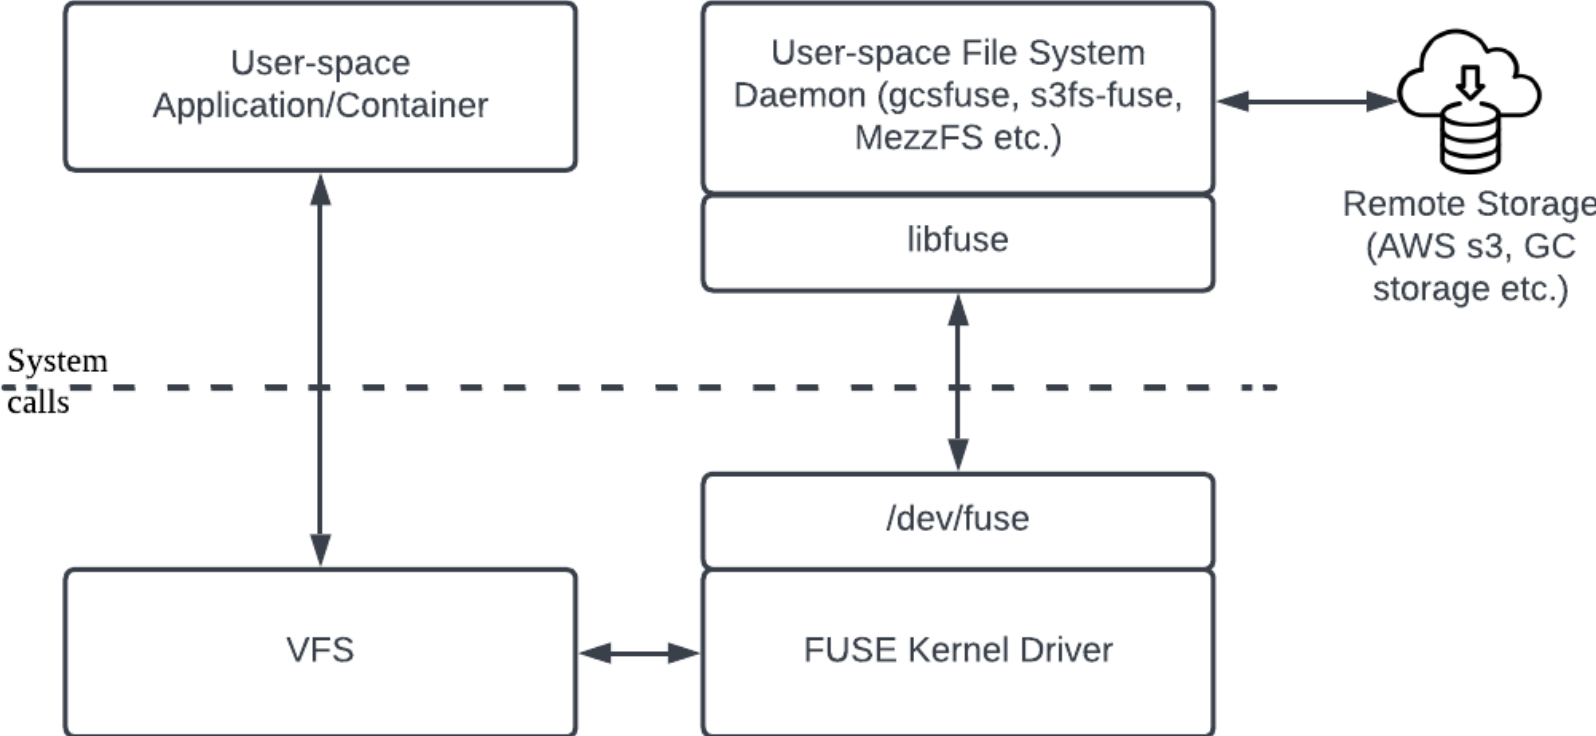 User-space
Application/Container
User-space File System
Daemon (gcsfuse, s3fs-fuse,
MezzFS etc.)
libfuse
Remote Storage
(AWS s3, GC
storage etc.)
System
calls
/dev/fuse
VFS
FUSE Kernel Driver